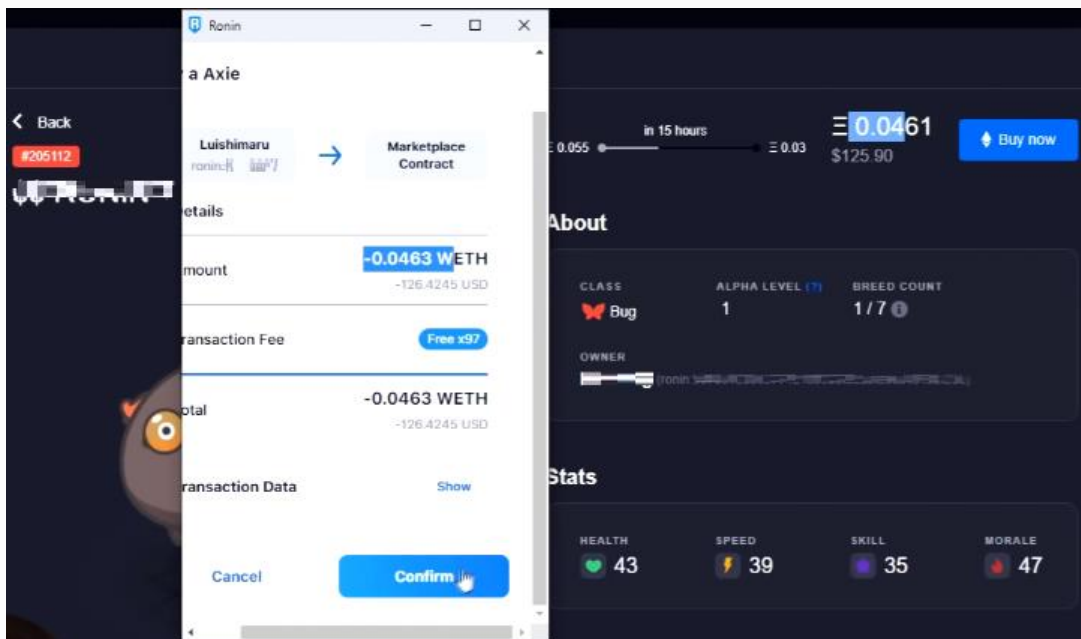 Ronin
a Axie
Luishimaru
ronin:
Marketplace
Contract
etails
mount
-0.0463 WETH
-126.4245 USD
ransaction Fee
Free x97
otal
-0.0463 WETH
-126.4245 USD
ransaction Data
Show
Cancel
Confirm
Back
#205112
in 15 hours
Ξ 0.055
Ξ 0.03
Ξ 0.0461
$125.90
Buy now
About
CLASS
ALPHA LEVEL (?)
BREED COUNT
Bug
1
1 / 7
OWNER
(ronin:
Stats
HEALTH
SPEED
SKILL
MORALE
43
39
35
47